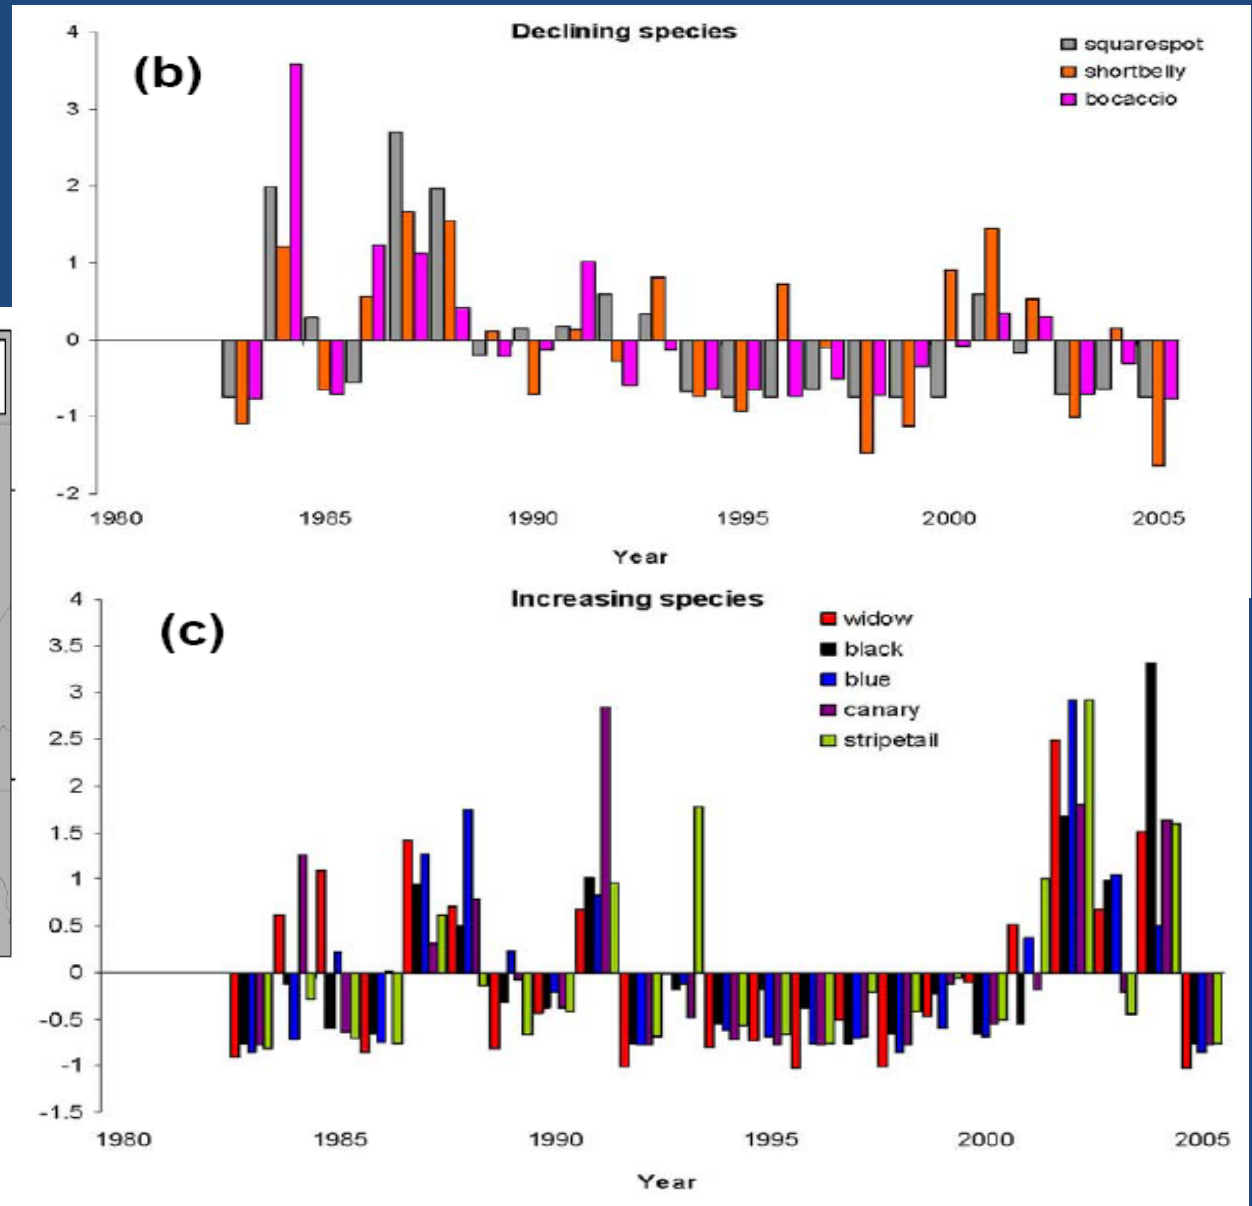 Declining species
(b)
squarespot
shortbelly
bocaccio
4
3
2
1
0
-1
-2
1980 1985 1990 1995 2000 2005
Year
Increasing species
(c)
widow
black
blue
canary
stripetail
4
3.5
3
2.5
2
1.5
1
0.5
0
-0.5
-1
-1.5
1980 1985 1990 1995 2000 2005
Year